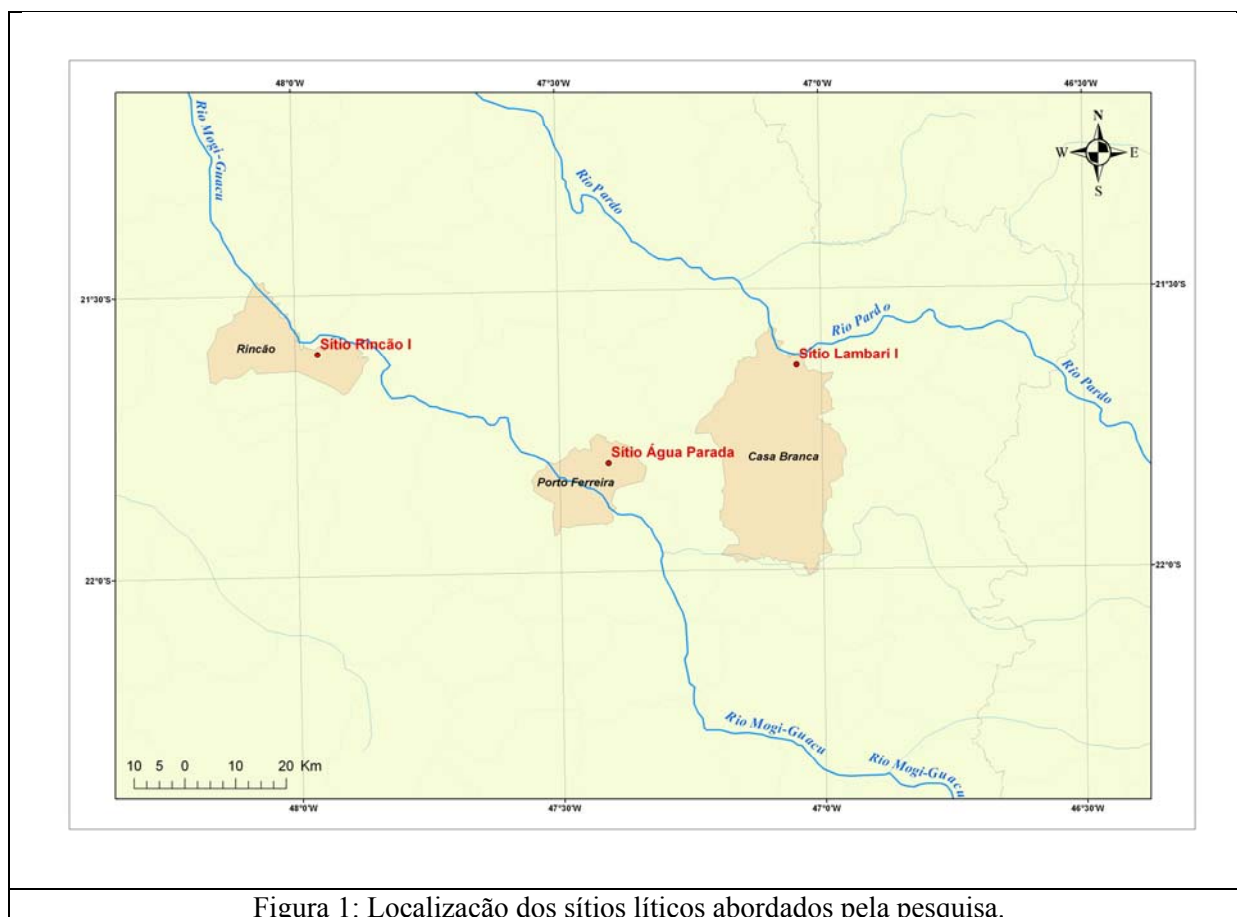 48°0'W 47°30'W 47°0'W 46°30'W
Rio Mogi-Guacu
Rio Pardo
N
W E
S
21°30'S 21°30'S
Rio Pardo
Sítio Rincão I
Rincão
Sítio Lambari I
Rio Pardo
Sítio Água Parada
Casa Branca
Porto Ferreira
22°0'S 22°0'S
Rio Mogi-Guacu
Rio Mogi-Guacu
10 5 0 10 20 Km
48°0'W 47°30'W 47°0'W 46°30'W
Figura 1: Localização dos sítios líticos abordados pela pesquisa.